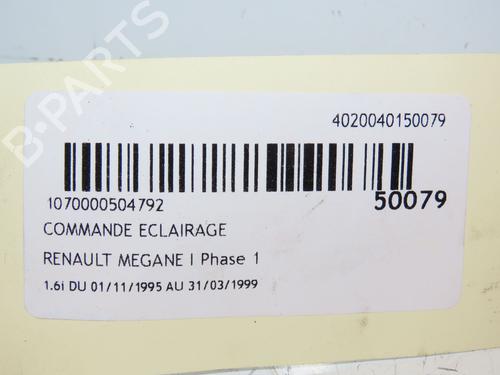 B-PARTS
4020040150079
1070000504792
50079
COMMANDE ECLAIRAGE
RENAULT MEGANE I Phase 1
1.6i DU 01/11/1995 AU 31/03/1999